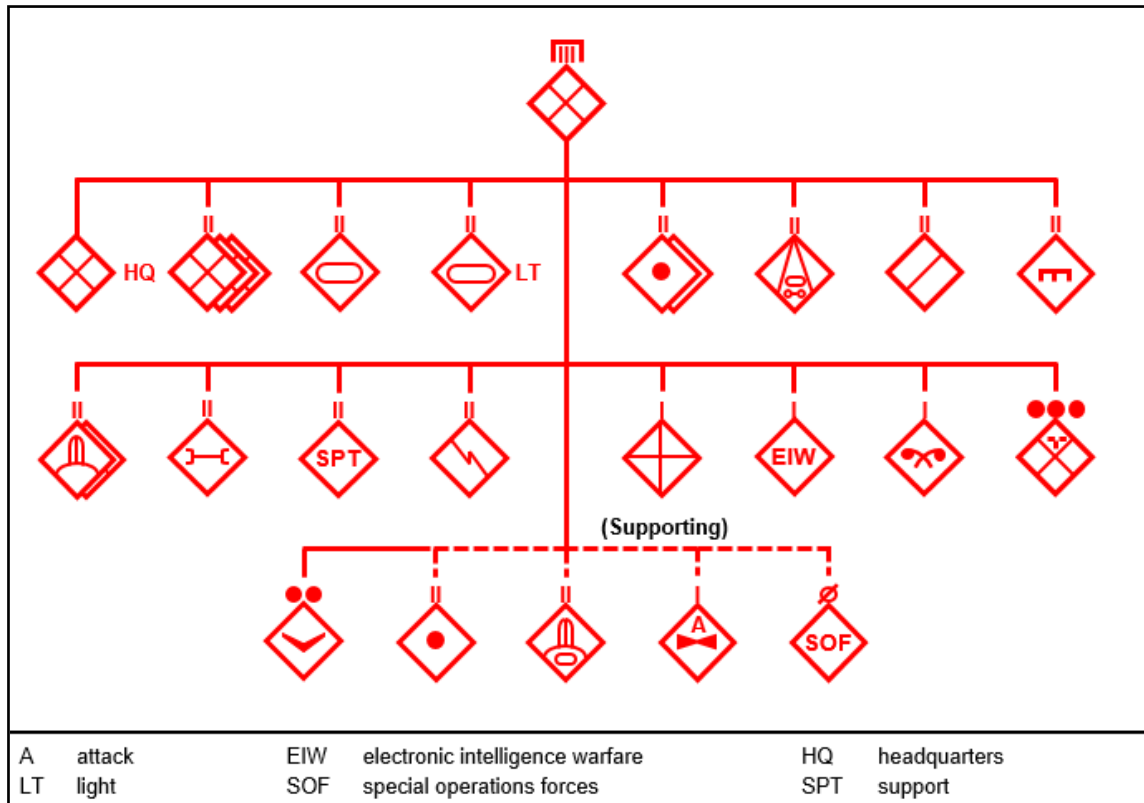 HQ
LT
SPT
EIW
(Supporting)
A
SOF
A attack EIW electronic intelligence warfare HQ headquarters
LT light SOF special operations forces SPT support